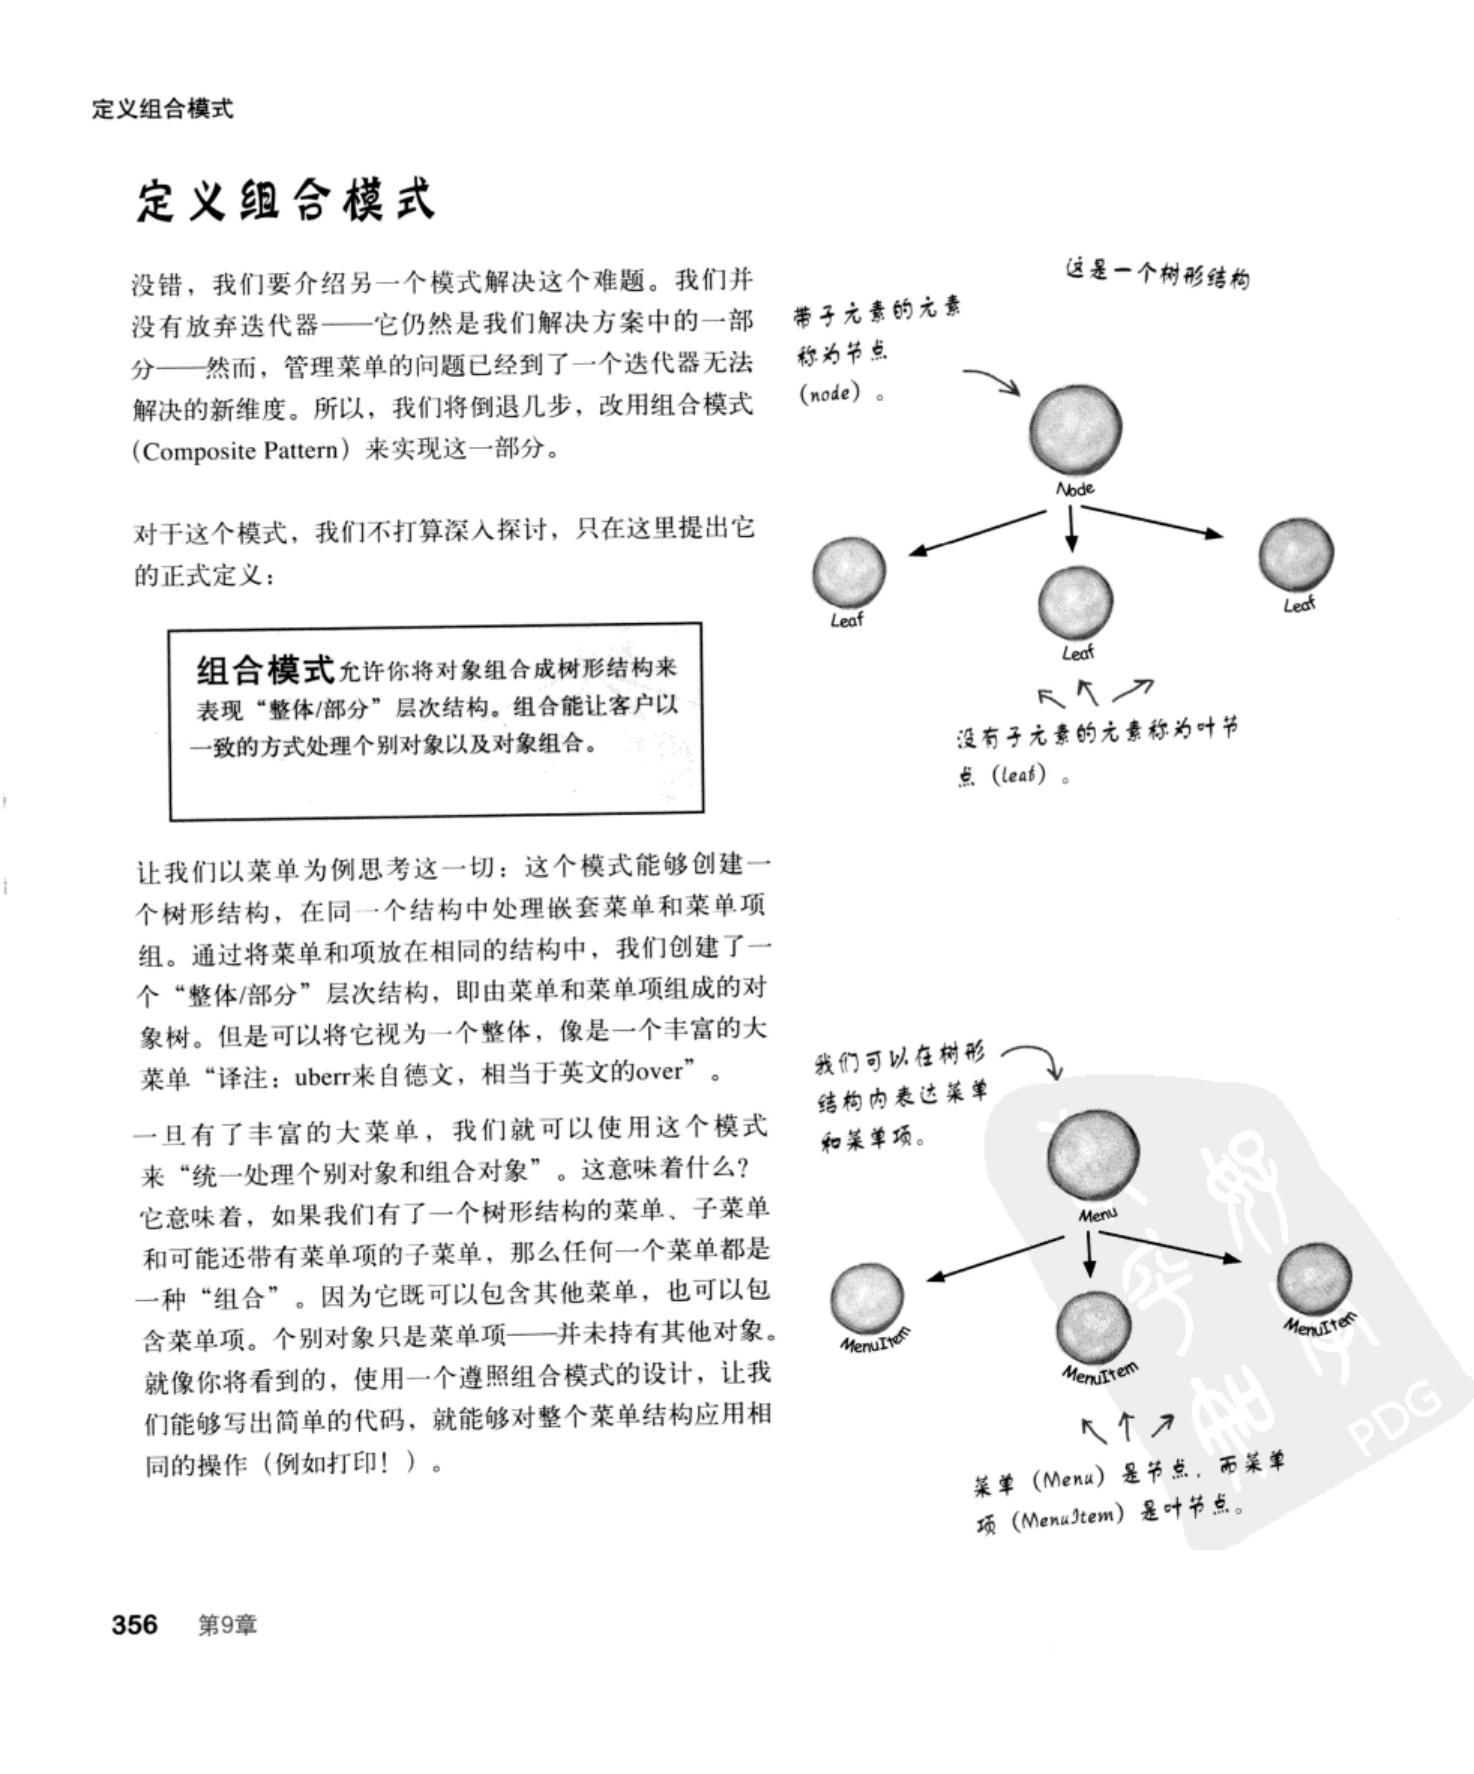 定义组合模式
定义组合模式
没错，我们要介绍另一个模式解决这个难题。我们并
没有放弃迭代器——它仍然是我们解决方案中的一部
分——然而，管理菜单的问题已经到了一个迭代器无法
解决的新维度。所以，我们将倒退几步，改用组合模式
（Composite Pattern）来实现这一部分。
对于这个模式，我们不打算深入探讨，只在这里提出它
的正式定义：
组合模式允许你将对象组合成树形结构来
表现“整体/部分”层次结构。组合能让客户以
一致的方式处理个别对象以及对象组合。
让我们以菜单为例思考这一切：这个模式能够创建一
个树形结构，在同一个结构中处理嵌套菜单和菜单项
组。通过将菜单和项放在相同的结构中，我们创建了一
个“整体/部分”层次结构，即由菜单和菜单项组成的对
象树。但是可以将它视为一个整体，像是一个丰富的大
菜单“译注：uberr来自德文，相当于英文的over”。
一旦有了丰富的大菜单，我们就可以使用这个模式
来“统一处理个别对象和组合对象”。这意味着什么？
它意味着，如果我们有了一个树形结构的菜单、子菜单
和可能还带有菜单项的子菜单，那么任何一个菜单都是
一种“组合”。因为它既可以包含其他菜单，也可以包
含菜单项。个别对象只是菜单项——并未持有其他对象。
就像你将看到的，使用一个遵照组合模式的设计，让我
们能够写出简单的代码，就能够对整个菜单结构应用相
同的操作（例如打印！）。
这是一个树形结构
带子元素的元素
称为节点
（node）。
Node
Leaf
Leaf
Leaf
没有子元素的元素称为叶节
点（leaf）。
我们可以在树形
结构内表达菜单
和菜单项。
Menu
MenuItem
MenuItem
MenuItem
菜单（Menu）是节点，而菜单
项（MenuItem）是叶节点。
PDG
356 第9章